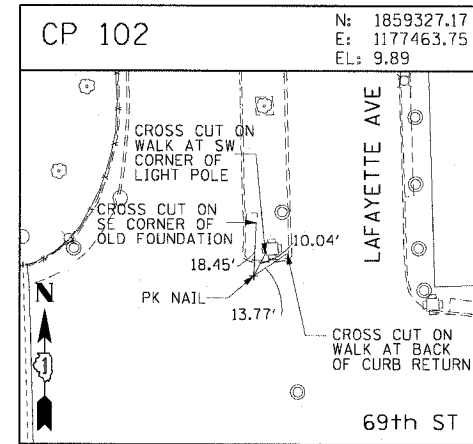 CP 102
N: 1859327.17
E: 1177463.75
EL: 9.89
CROSS CUT ON
WALK AT SW
CORNER OF
LIGHT POLE
LAFAYETTE AVE
CROSS CUT ON
SE CORNER OF
OLD FOUNDATION
10.04'
18.45'
PK NAIL
13.77'
N
1
CROSS CUT ON
WALK AT BACK
OF CURB RETURN
69th ST